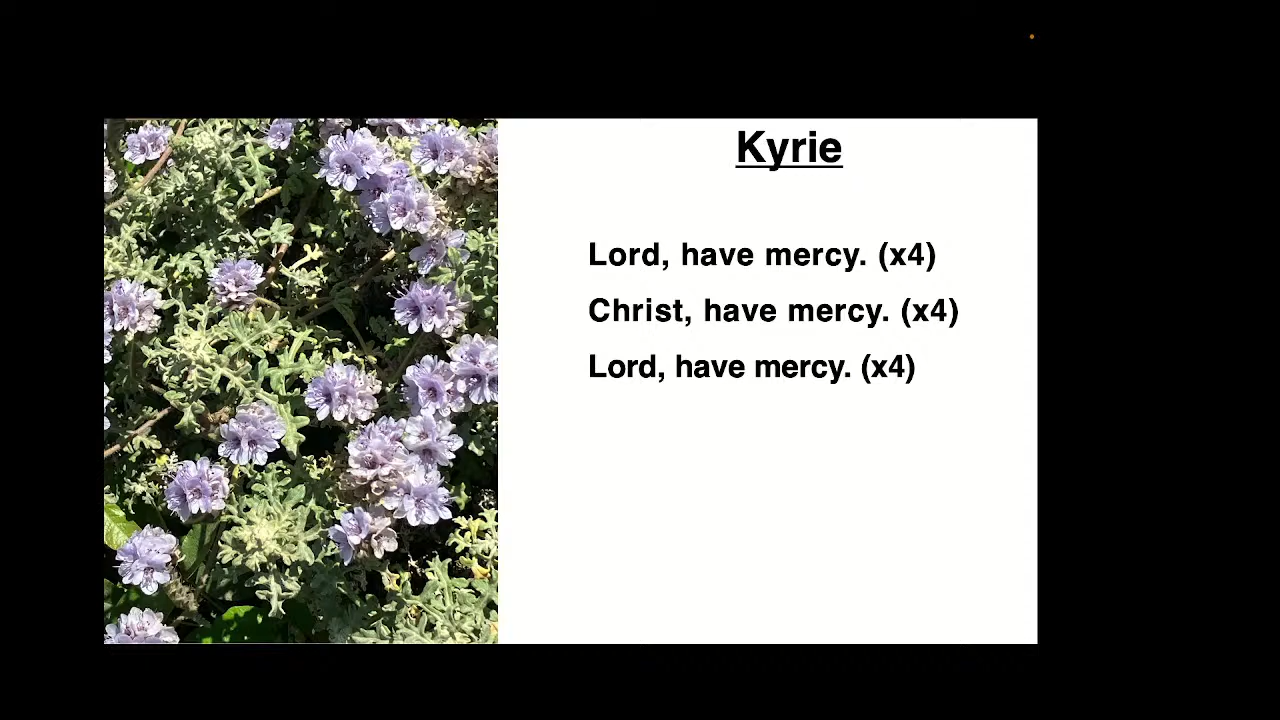 Kyrie
Lord, have mercy. (x4)
Christ, have mercy. (x4)
Lord, have mercy. (x4)